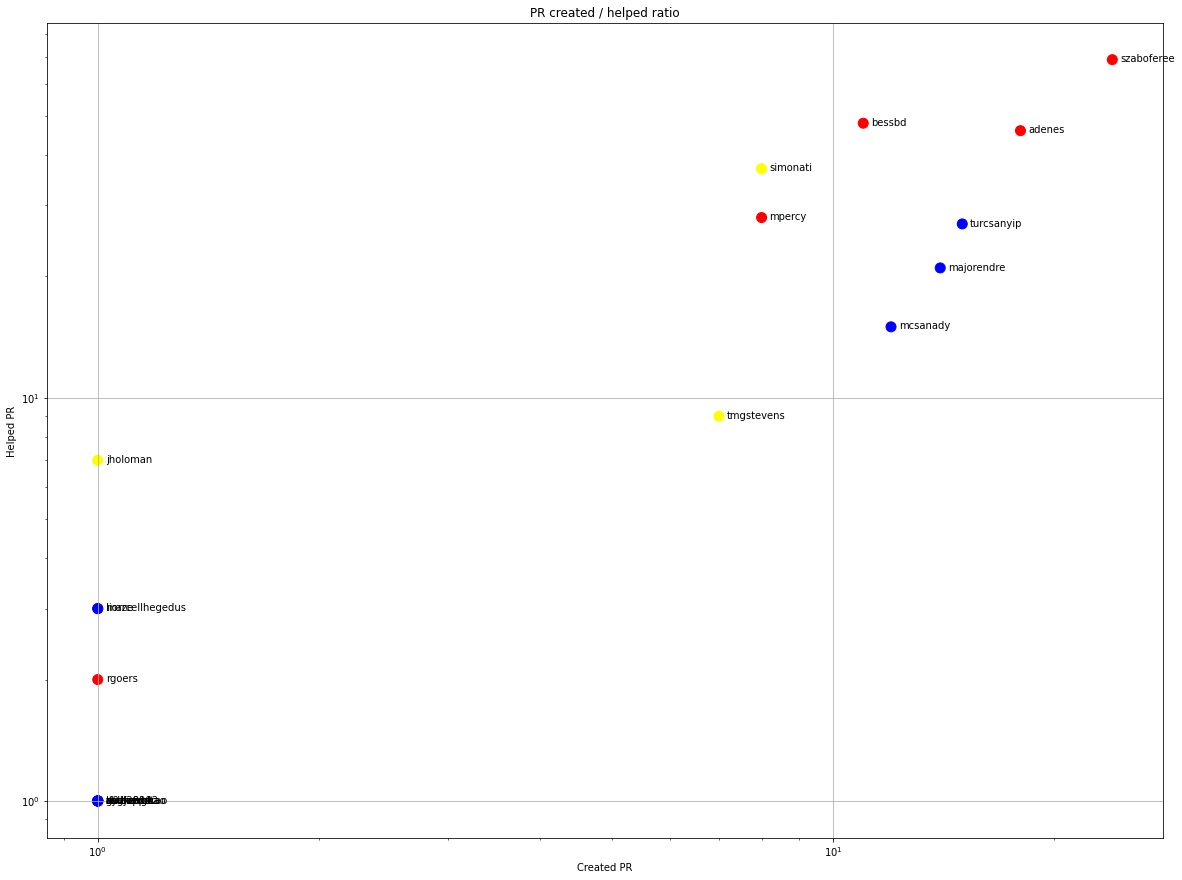 PR created / helped ratio
szaboferee
bessbd
adenes
simonati
mpercy
turcsanyip
majorendre
mcsanady
10¹
Helped PR
tmgstevens
jholoman
rgoers
10⁰
10⁰
10¹
Created PR